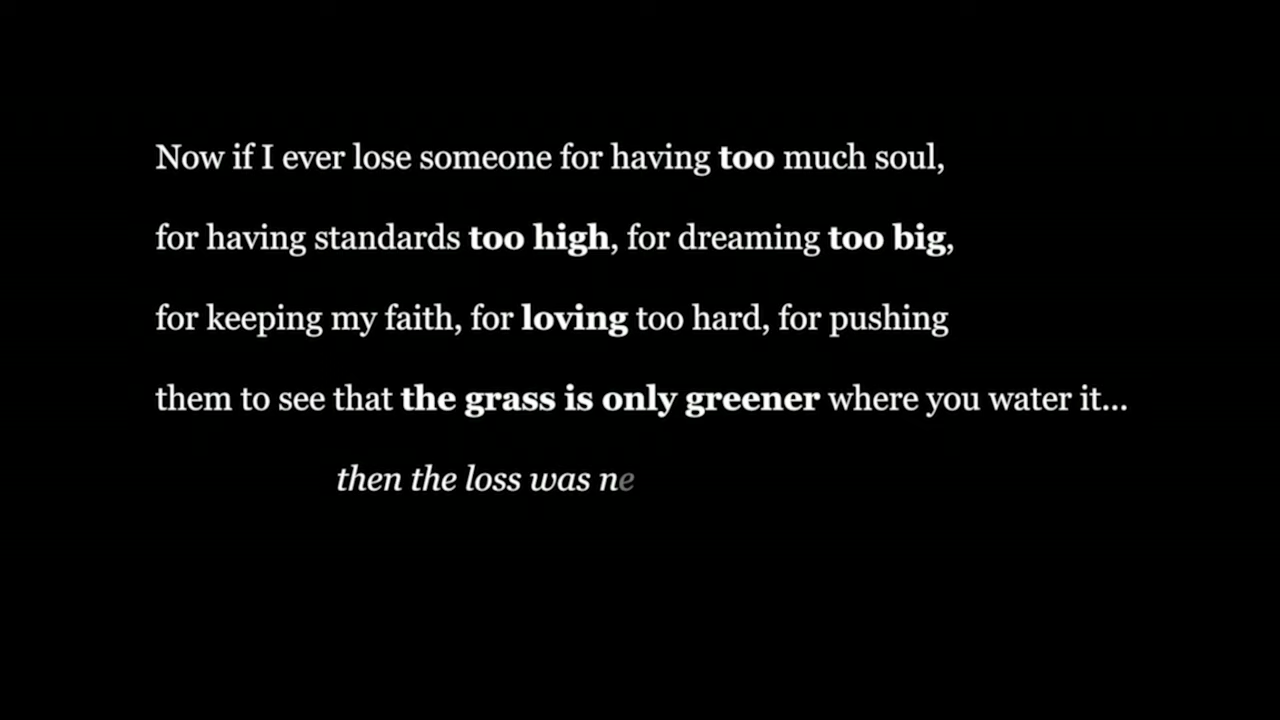 Now if I ever lose someone for having too much soul,
for having standards too high, for dreaming too big,
for keeping my faith, for loving too hard, for pushing
them to see that the grass is only greener where you water it...
then the loss was ne